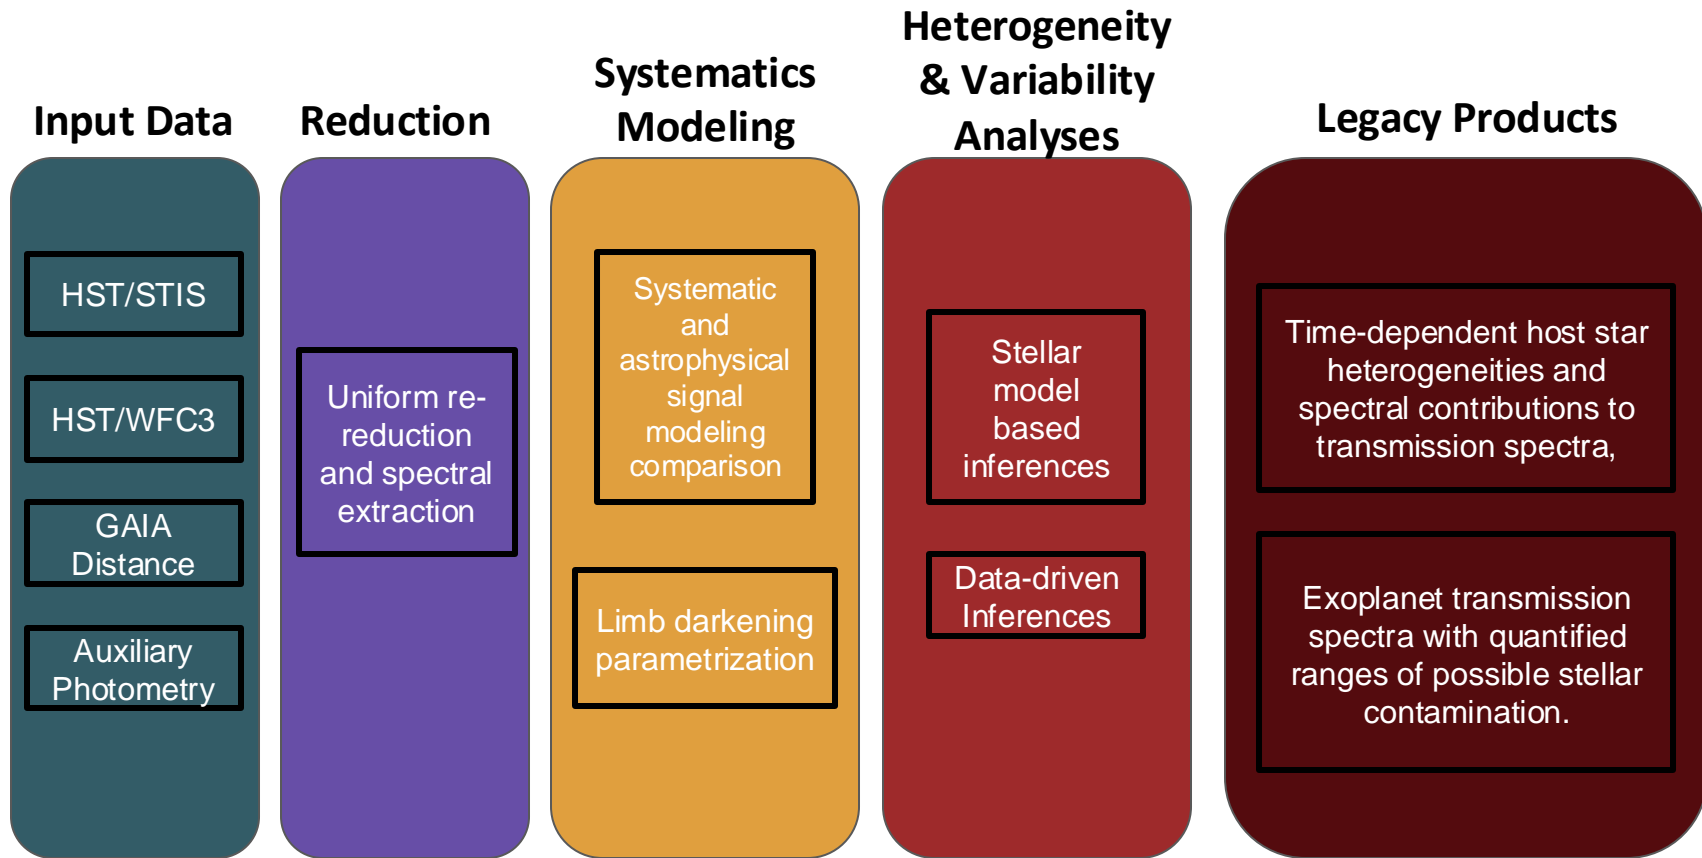 Input Data
HST/STIS
HST/WFC3
GAIA
Distance
Auxiliary
Photometry
Reduction
Uniform re-
reduction
and spectral
extraction
Systematics
Modeling
Systematic
and
astrophysical
signal
modeling
comparison
Limb darkening
parametrization
Heterogeneity
& Variability
Analyses
Stellar
model
based
inferences
Data-driven
Inferences
Legacy Products
Time-dependent host star
heterogeneities and
spectral contributions to
transmission spectra,
Exoplanet transmission
spectra with quantified
ranges of possible stellar
contamination.